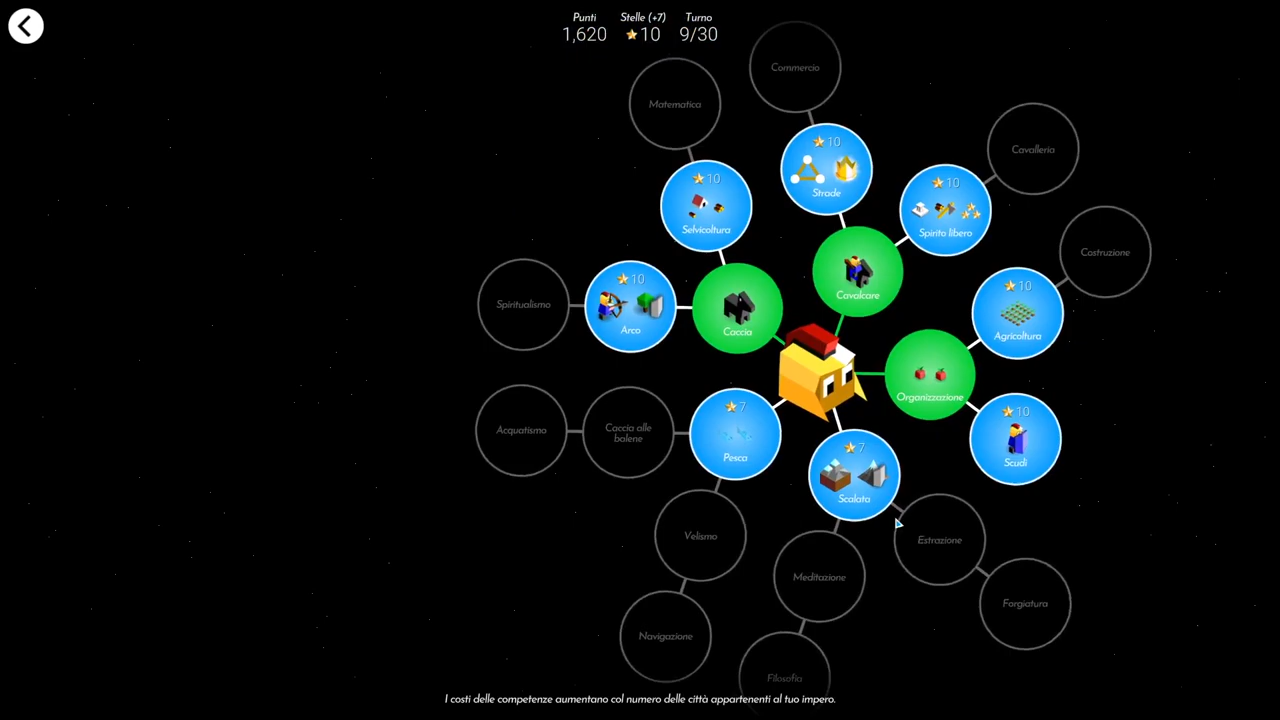 Punti
Stelle (+7)
Turno
1,620
10
9/30
Commercio
Matematica
Cavalleria
10
Strade
10
Selvicoltura
10
Spirito libero
Costruzione
Cavalcare
10
Arco
Spiritualismo
Caccia
10
Agricoltura
Organizzazione
7
Pesca
Caccia alle
balene
Acquatismo
10
Scudi
7
Scalata
Velismo
Estrazione
Meditazione
Forgiatura
Navigazione
Filosofia
I costi delle competenze aumentano col numero delle città appartenenti al tuo impero.